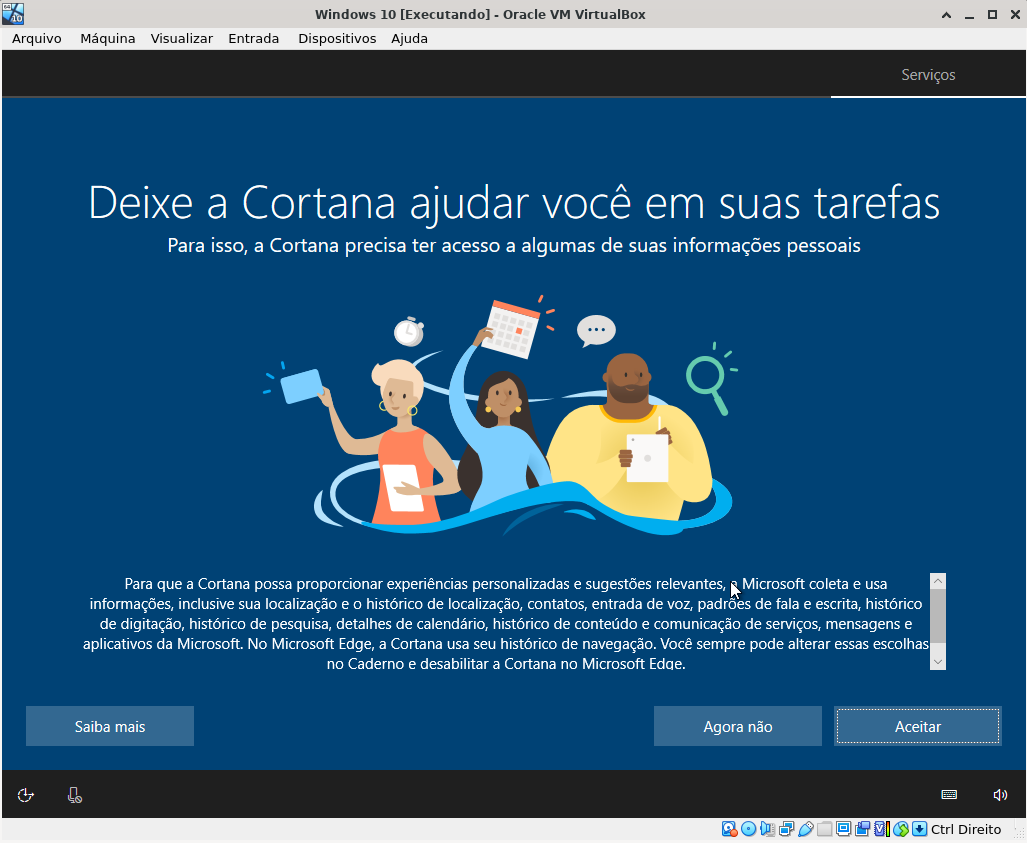 Windows 10 [Executando] - Oracle VM VirtualBox
Arquivo Máquina Visualizar Entrada Dispositivos Ajuda
Serviços
Deixe a Cortana ajudar você em suas tarefas
Para isso, a Cortana precisa ter acesso a algumas de suas informações pessoais
Para que a Cortana possa proporcionar experiências personalizadas e sugestões relevantes, a Microsoft coleta e usa
informações, inclusive sua localização e o histórico de localização, contatos, entrada de voz, padrões de fala e escrita, histórico
de digitação, histórico de pesquisa, detalhes de calendário, histórico de conteúdo e comunicação de serviços, mensagens e
aplicativos da Microsoft. No Microsoft Edge, a Cortana usa seu histórico de navegação. Você sempre pode alterar essas escolhas
no Caderno e desabilitar a Cortana no Microsoft Edge.
Saiba mais Agora não Aceitar
Ctrl Direito